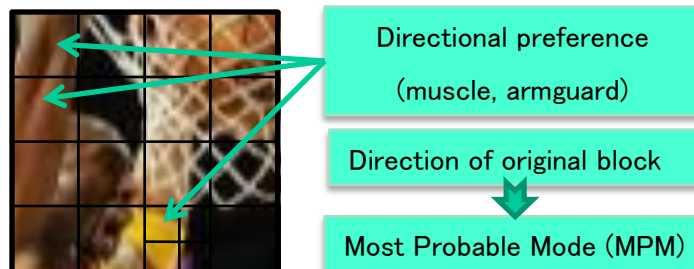 Directional preference
(muscle, armguard)
Direction of original block
Most Probable Mode (MPM)